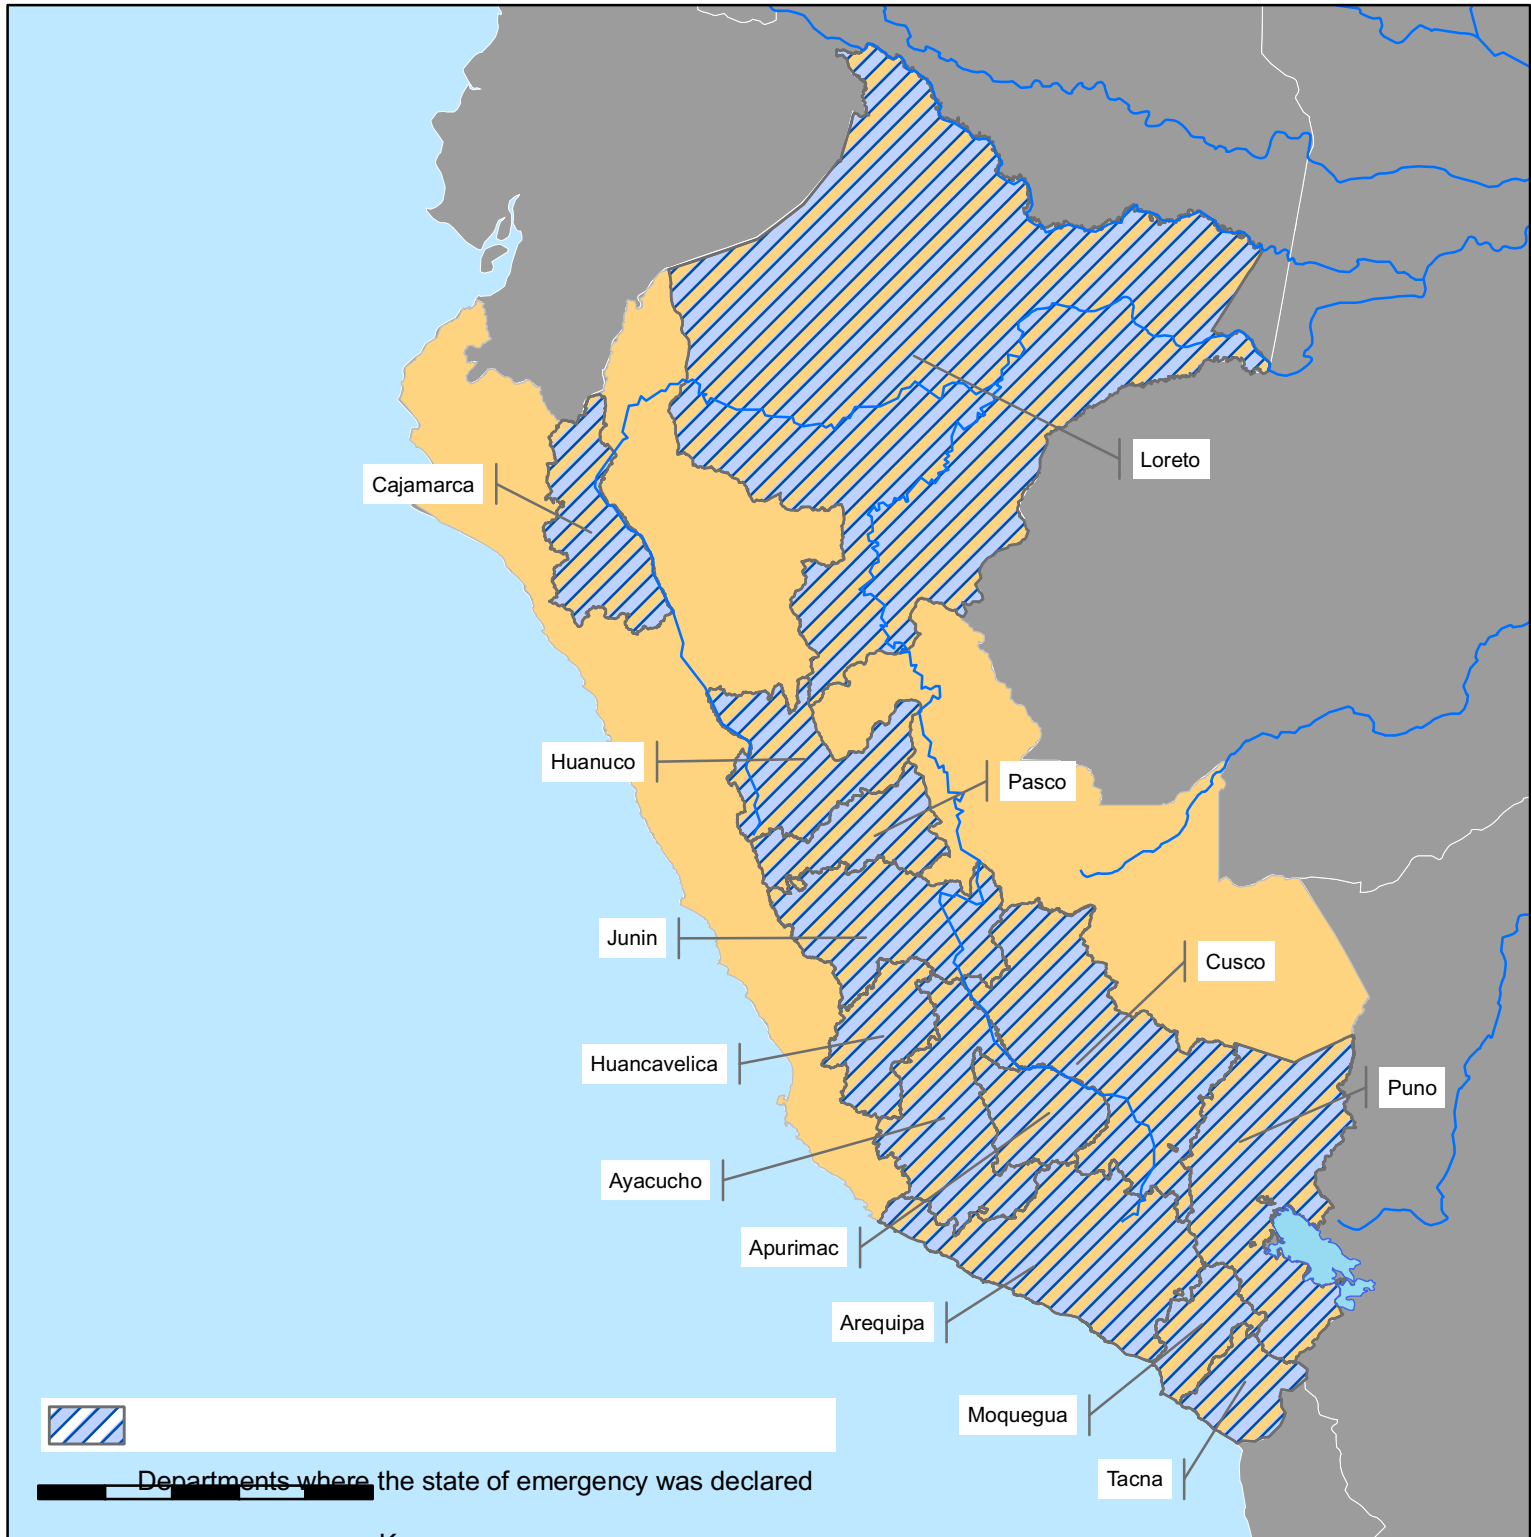 Loreto
Cajamarca
Huanuco
Pasco
Junin
Cusco
Huancavelica
Puno
Ayacucho
Apurimac
Arequipa
Moquegua
Tacna
Departments where the state of emergency was declared